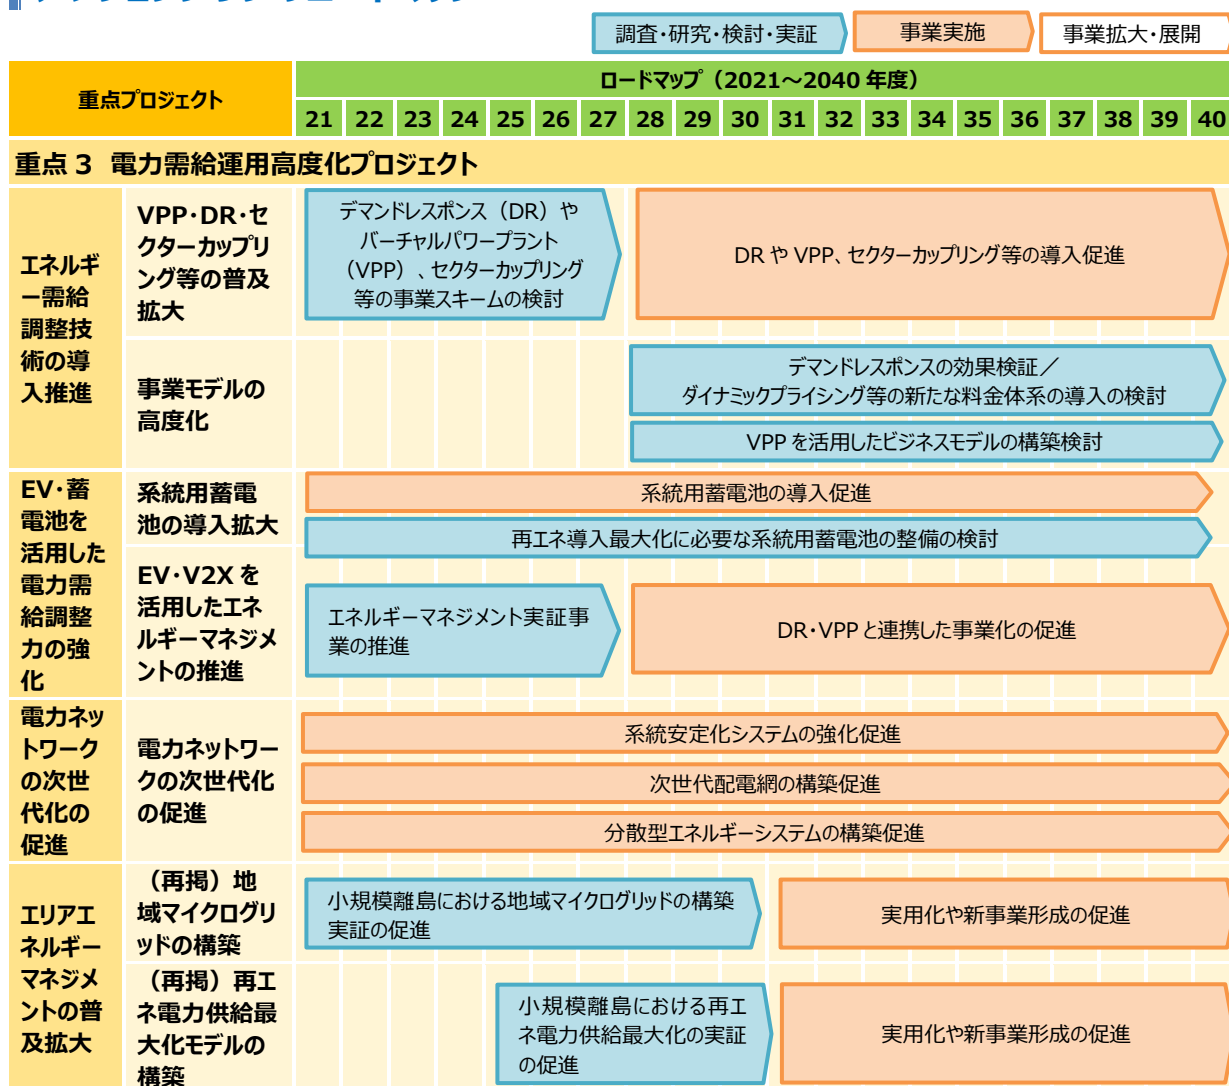 調査・研究・検討・実証
事業実施
事業拡大・展開
重点プロジェクト
ロードマップ（2021～2040 年度）
21 22 23 24 25 26 27 28 29 30 31 32 33 34 35 36 37 38 39 40
重点 3 電力需給運用高度化プロジェクト
エネルギ
ー需給
調整技
術の導
入推進
VPP・DR・セ
クターカップリ
ング等の普及
拡大
デマンドレスポンス（DR）や
バーチャルパワープラント
（VPP）、セクターカップリング
等の事業スキームの検討
DR や VPP、セクターカップリング等の導入促進
事業モデルの
高度化
デマンドレスポンスの効果検証／
ダイナミックプライシング等の新たな料金体系の導入の検討
VPP を活用したビジネスモデルの構築検討
EV・蓄
電池を
活用した
電力需
給調整
力の強
化
系統用蓄電
池の導入拡大
系統用蓄電池の導入促進
再エネ導入最大化に必要な系統用蓄電池の整備の検討
EV・V2X を
活用したエネ
ルギーマネジメ
ントの推進
エネルギーマネジメント実証事
業の推進
DR・VPP と連携した事業化の促進
電力ネッ
トワーク
の次世
代化の
促進
電力ネットワー
クの次世代化
の促進
系統安定化システムの強化促進
次世代配電網の構築促進
分散型エネルギーシステムの構築促進
エリアエ
ネルギー
マネジメ
ントの普
及拡大
（再掲）地
域マイクログリ
ッドの構築
小規模離島における地域マイクログリッドの構築
実証の促進
実用化や新事業形成の促進
（再掲）再エ
ネ電力供給最
大化モデルの
構築
小規模離島における再エ
ネ電力供給最大化の実証
の促進
実用化や新事業形成の促進